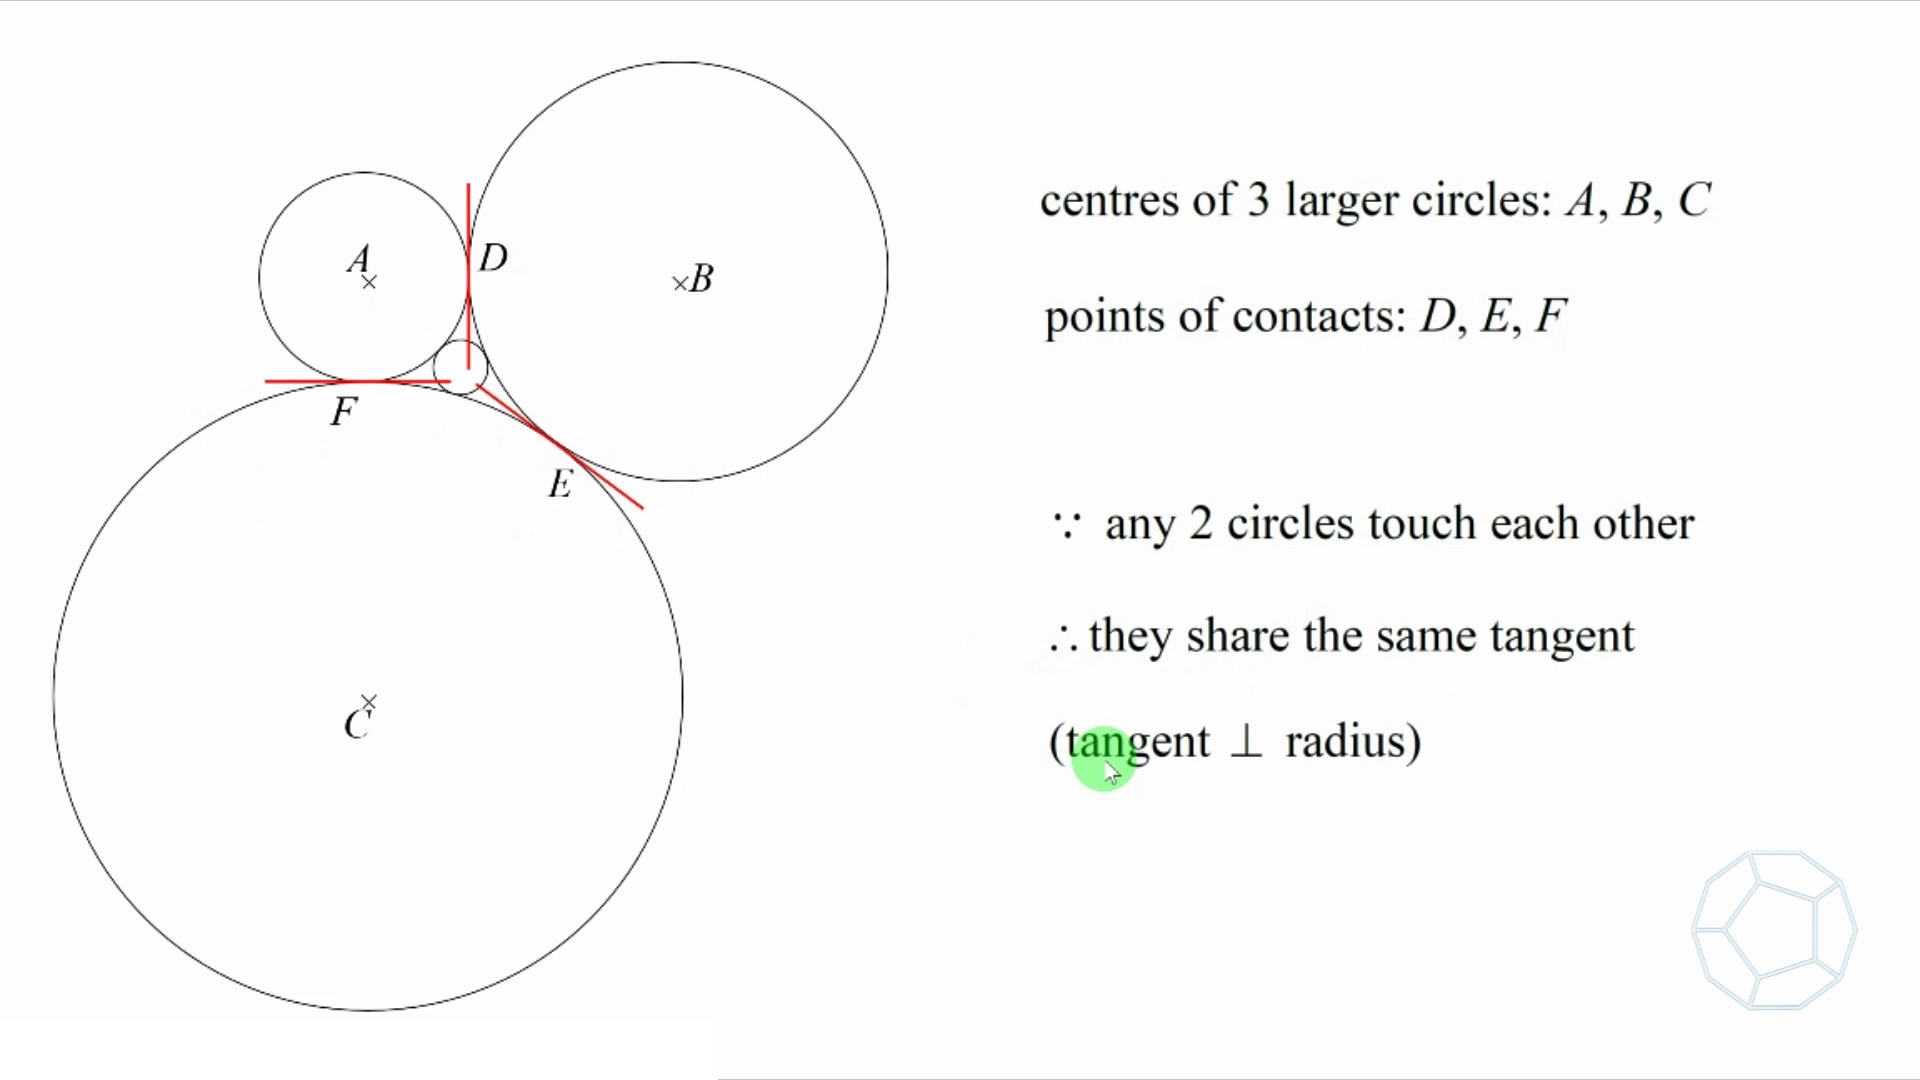 A
D
B
F
E
C
centres of 3 larger circles: A, B, C
points of contacts: D, E, F
∵ any 2 circles touch each other
∴ they share the same tangent
(tangent ⊥ radius)